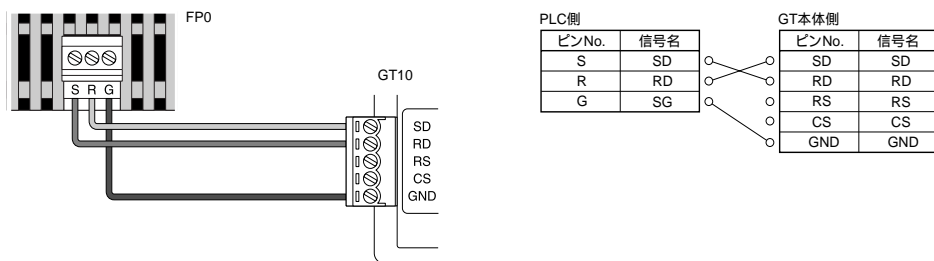 FP0
S R G
GT10
SD
RD
RS
CS
GND
PLC側
ピンNo. 信号名
S SD
R RD
G SG
GT本体側
ピンNo. 信号名
SD SD
RD RD
RS RS
CS CS
GND GND